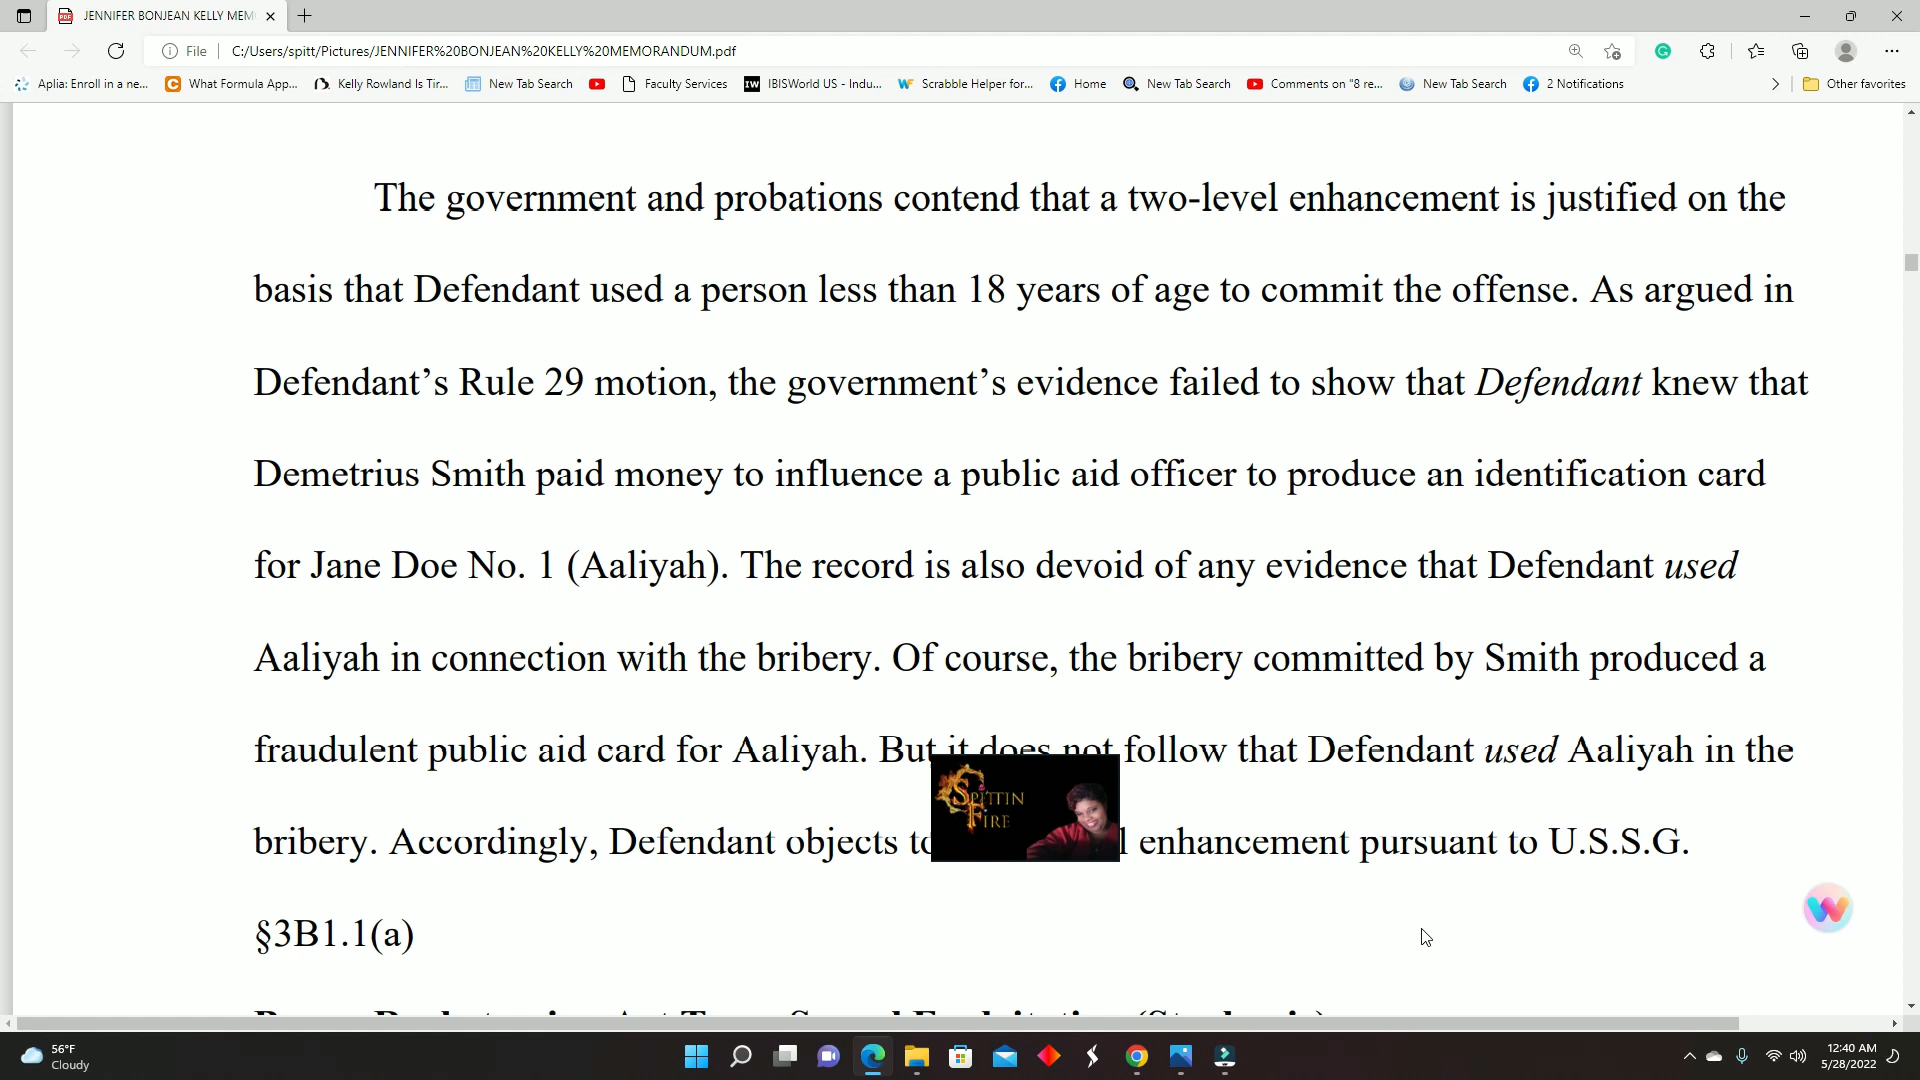 JENNIFER BONJEAN KELLY MEM
File
C:/Users/spitt/Pictures/JENNIFER%20BONJEAN%20KELLY%20MEMORANDUM.pdf
Aplia: Enroll in a ne...
What Formula App...
Kelly Rowland Is Tir...
New Tab Search
Faculty Services
IW
IBISWorld US - Indu...
WF
Scrabble Helper for...
Home
New Tab Search
Comments on "8 re...
New Tab Search
2 Notifications
Other favorites
The government and probations contend that a two-level enhancement is justified on the
basis that Defendant used a person less than 18 years of age to commit the offense. As argued in
Defendant’s Rule 29 motion, the government’s evidence failed to show that Defendant knew that
Demetrius Smith paid money to influence a public aid officer to produce an identification card
for Jane Doe No. 1 (Aaliyah). The record is also devoid of any evidence that Defendant used
Aaliyah in connection with the bribery. Of course, the bribery committed by Smith produced a
fraudulent public aid card for Aaliyah. But it does not follow that Defendant used Aaliyah in the
bribery. Accordingly, Defendant objects to enhancement pursuant to U.S.S.G.
§3B1.1(a)
SPITTIN
FIRE
56°F
Cloudy
12:40 AM
5/28/2022